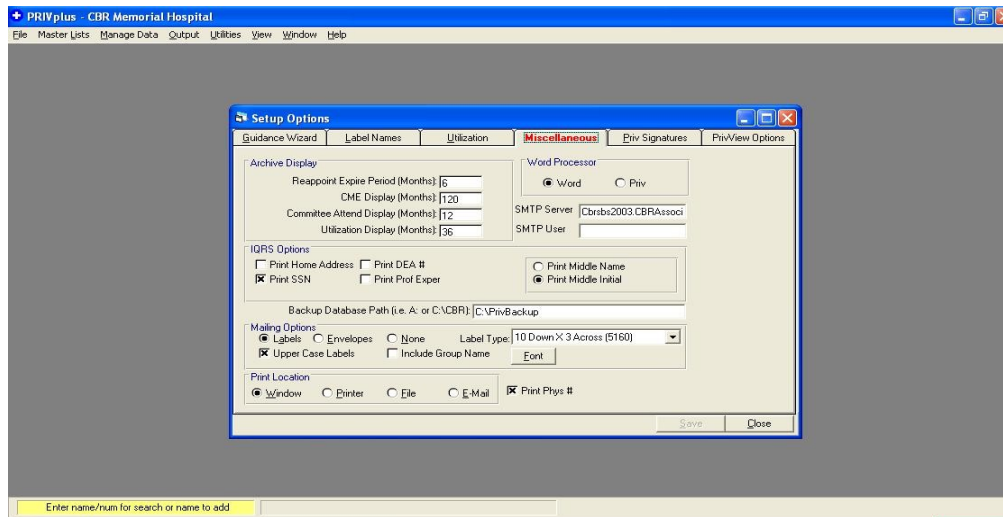 PRIVplus - CBR Memorial Hospital
File Master Lists Manage Data Output Utilities View Window Help
Setup Options
Guidance Wizard Label Names Utilization Miscellaneous Priv Signatures PrivView Options
Archive Display
Reappoint Expire Period (Months): 6
CME Display (Months): 120
Committee Attend Display (Months): 12
Utilization Display (Months): 36
Word Processor
Word Priv
SMTP Server Cbrsbs2003.CBRAssoci
SMTP User
IQRS Options
Print Home Address Print DEA #
Print SSN Print Prof Exper
Print Middle Name
Print Middle Initial
Backup Database Path (i.e. A: or C:\CBR): C:\PrivBackup
Mailing Options
Labels Envelopes None Label Type: 10 Down X 3 Across (5160)
Upper Case Labels Include Group Name Font
Print Location
Window Printer File E-Mail Print Phys #
Save Close
Enter name/num for search or name to add